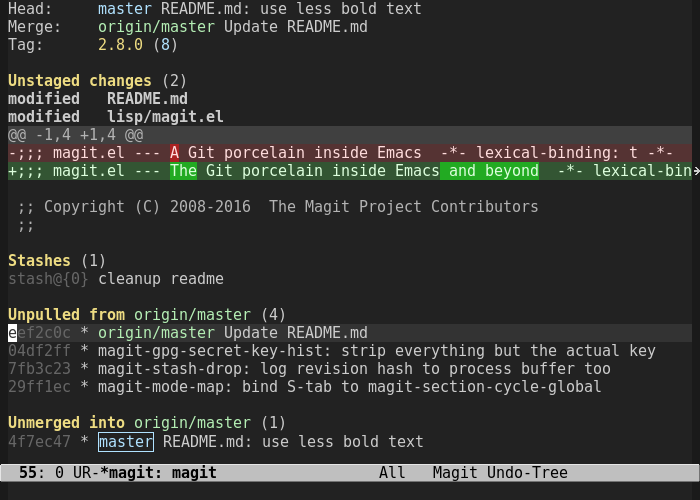 Head:     master README.md: use less bold text
Merge:    origin/master Update README.md
Tag:      2.8.0 (8)
Unstaged changes (2)
modified   README.md
modified   lisp/magit.el
@@ -1,4 +1,4 @@
-;;; magit.el --- A Git porcelain inside Emacs  -*- lexical-binding: t -*-
+;;; magit.el --- The Git porcelain inside Emacs and beyond  -*- lexical-bin
 ;; Copyright (C) 2008-2016  The Magit Project Contributors
 ;;
Stashes (1)
stash@{0} cleanup readme
Unpulled from origin/master (4)
eef2c0c * origin/master Update README.md
04df2ff * magit-gpg-secret-key-hist: strip everything but the actual key
7fb3c23 * magit-stash-drop: log revision hash to process buffer too
29ff1ec * magit-mode-map: bind S-tab to magit-section-cycle-global
Unmerged into origin/master (1)
4f7ec47 * master README.md: use less bold text
55: 0 UR-*magit: magit                  All   Magit Undo-Tree